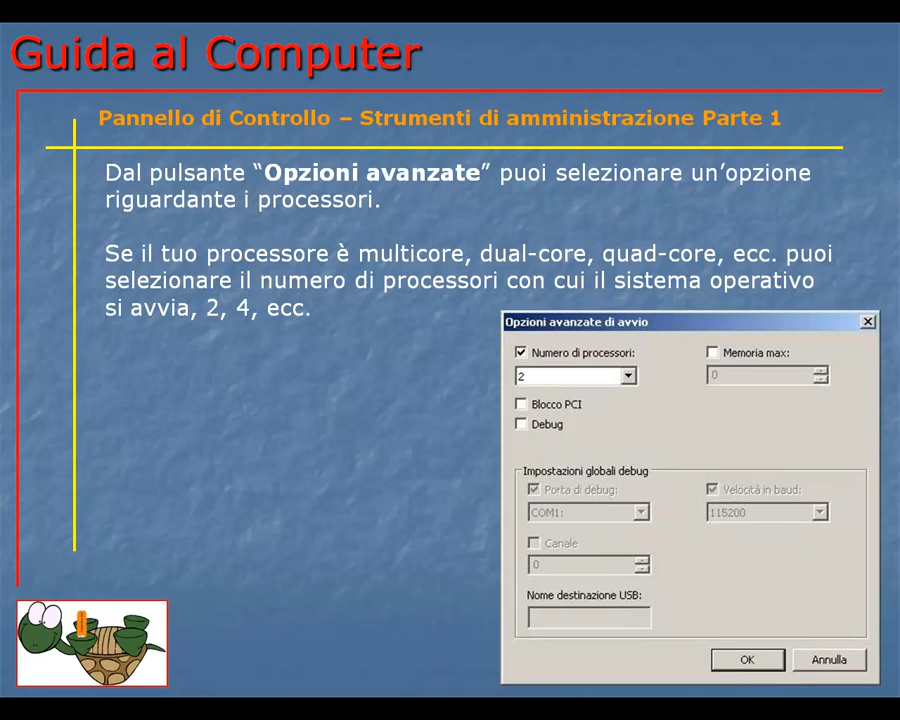 Guida al Computer
Pannello di Controllo – Strumenti di amministrazione Parte 1
Dal pulsante “Opzioni avanzate” puoi selezionare un’opzione
riguardante i processori.
Se il tuo processore è multicore, dual-core, quad-core, ecc. puoi
selezionare il numero di processori con cui il sistema operativo
si avvia, 2, 4, ecc.
Opzioni avanzate di avvio
Numero di processori:
Memoria max:
2
0
Blocco PCI
Debug
Impostazioni globali debug
Porta di debug:
Velocità in baud:
COM1:
115200
Canale
0
Nome destinazione USB:
OK
Annulla